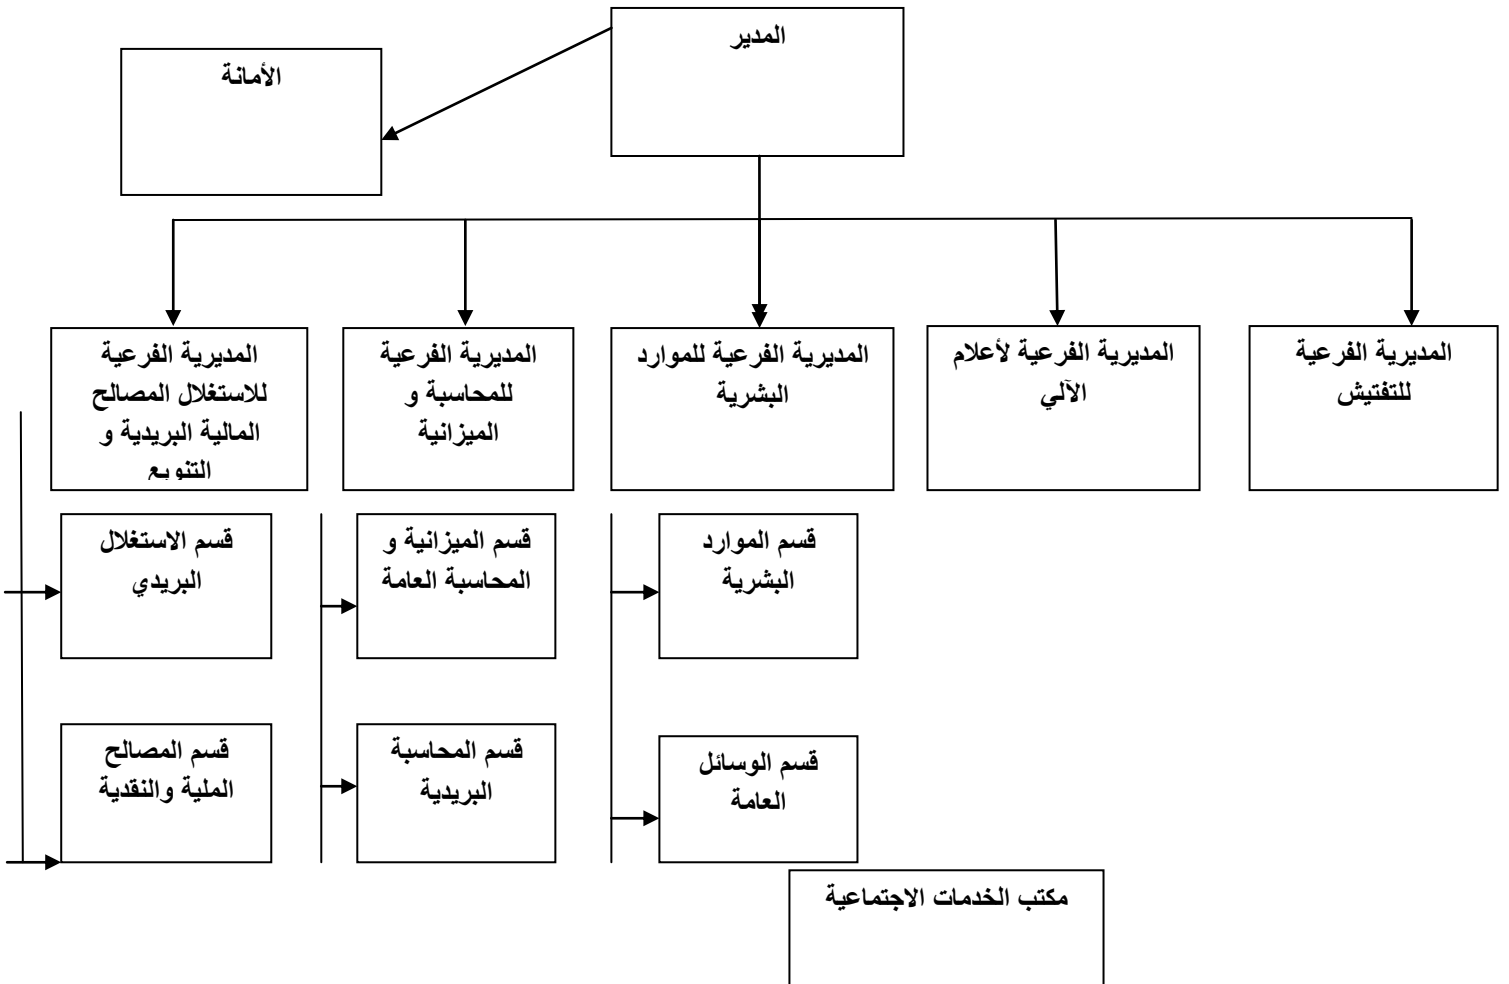 المدير
الأمانة
المديرية الفرعية
للتفتيش
المديرية الفرعية لأعلام
الآلي
المديرية الفرعية للموارد
البشرية
المديرية الفرعية
للمحاسبة و
الميزانية
المديرية الفرعية
للاستغلال المصالح
المالية البريدية و
التنويع
قسم الموارد
البشرية
قسم الميزانية و
المحاسبة العامة
قسم الاستغلال
البريدي
قسم الوسائل
العامة
قسم المحاسبة
البريدية
قسم المصالح
الملية والنقدية
مكتب الخدمات الاجتماعية